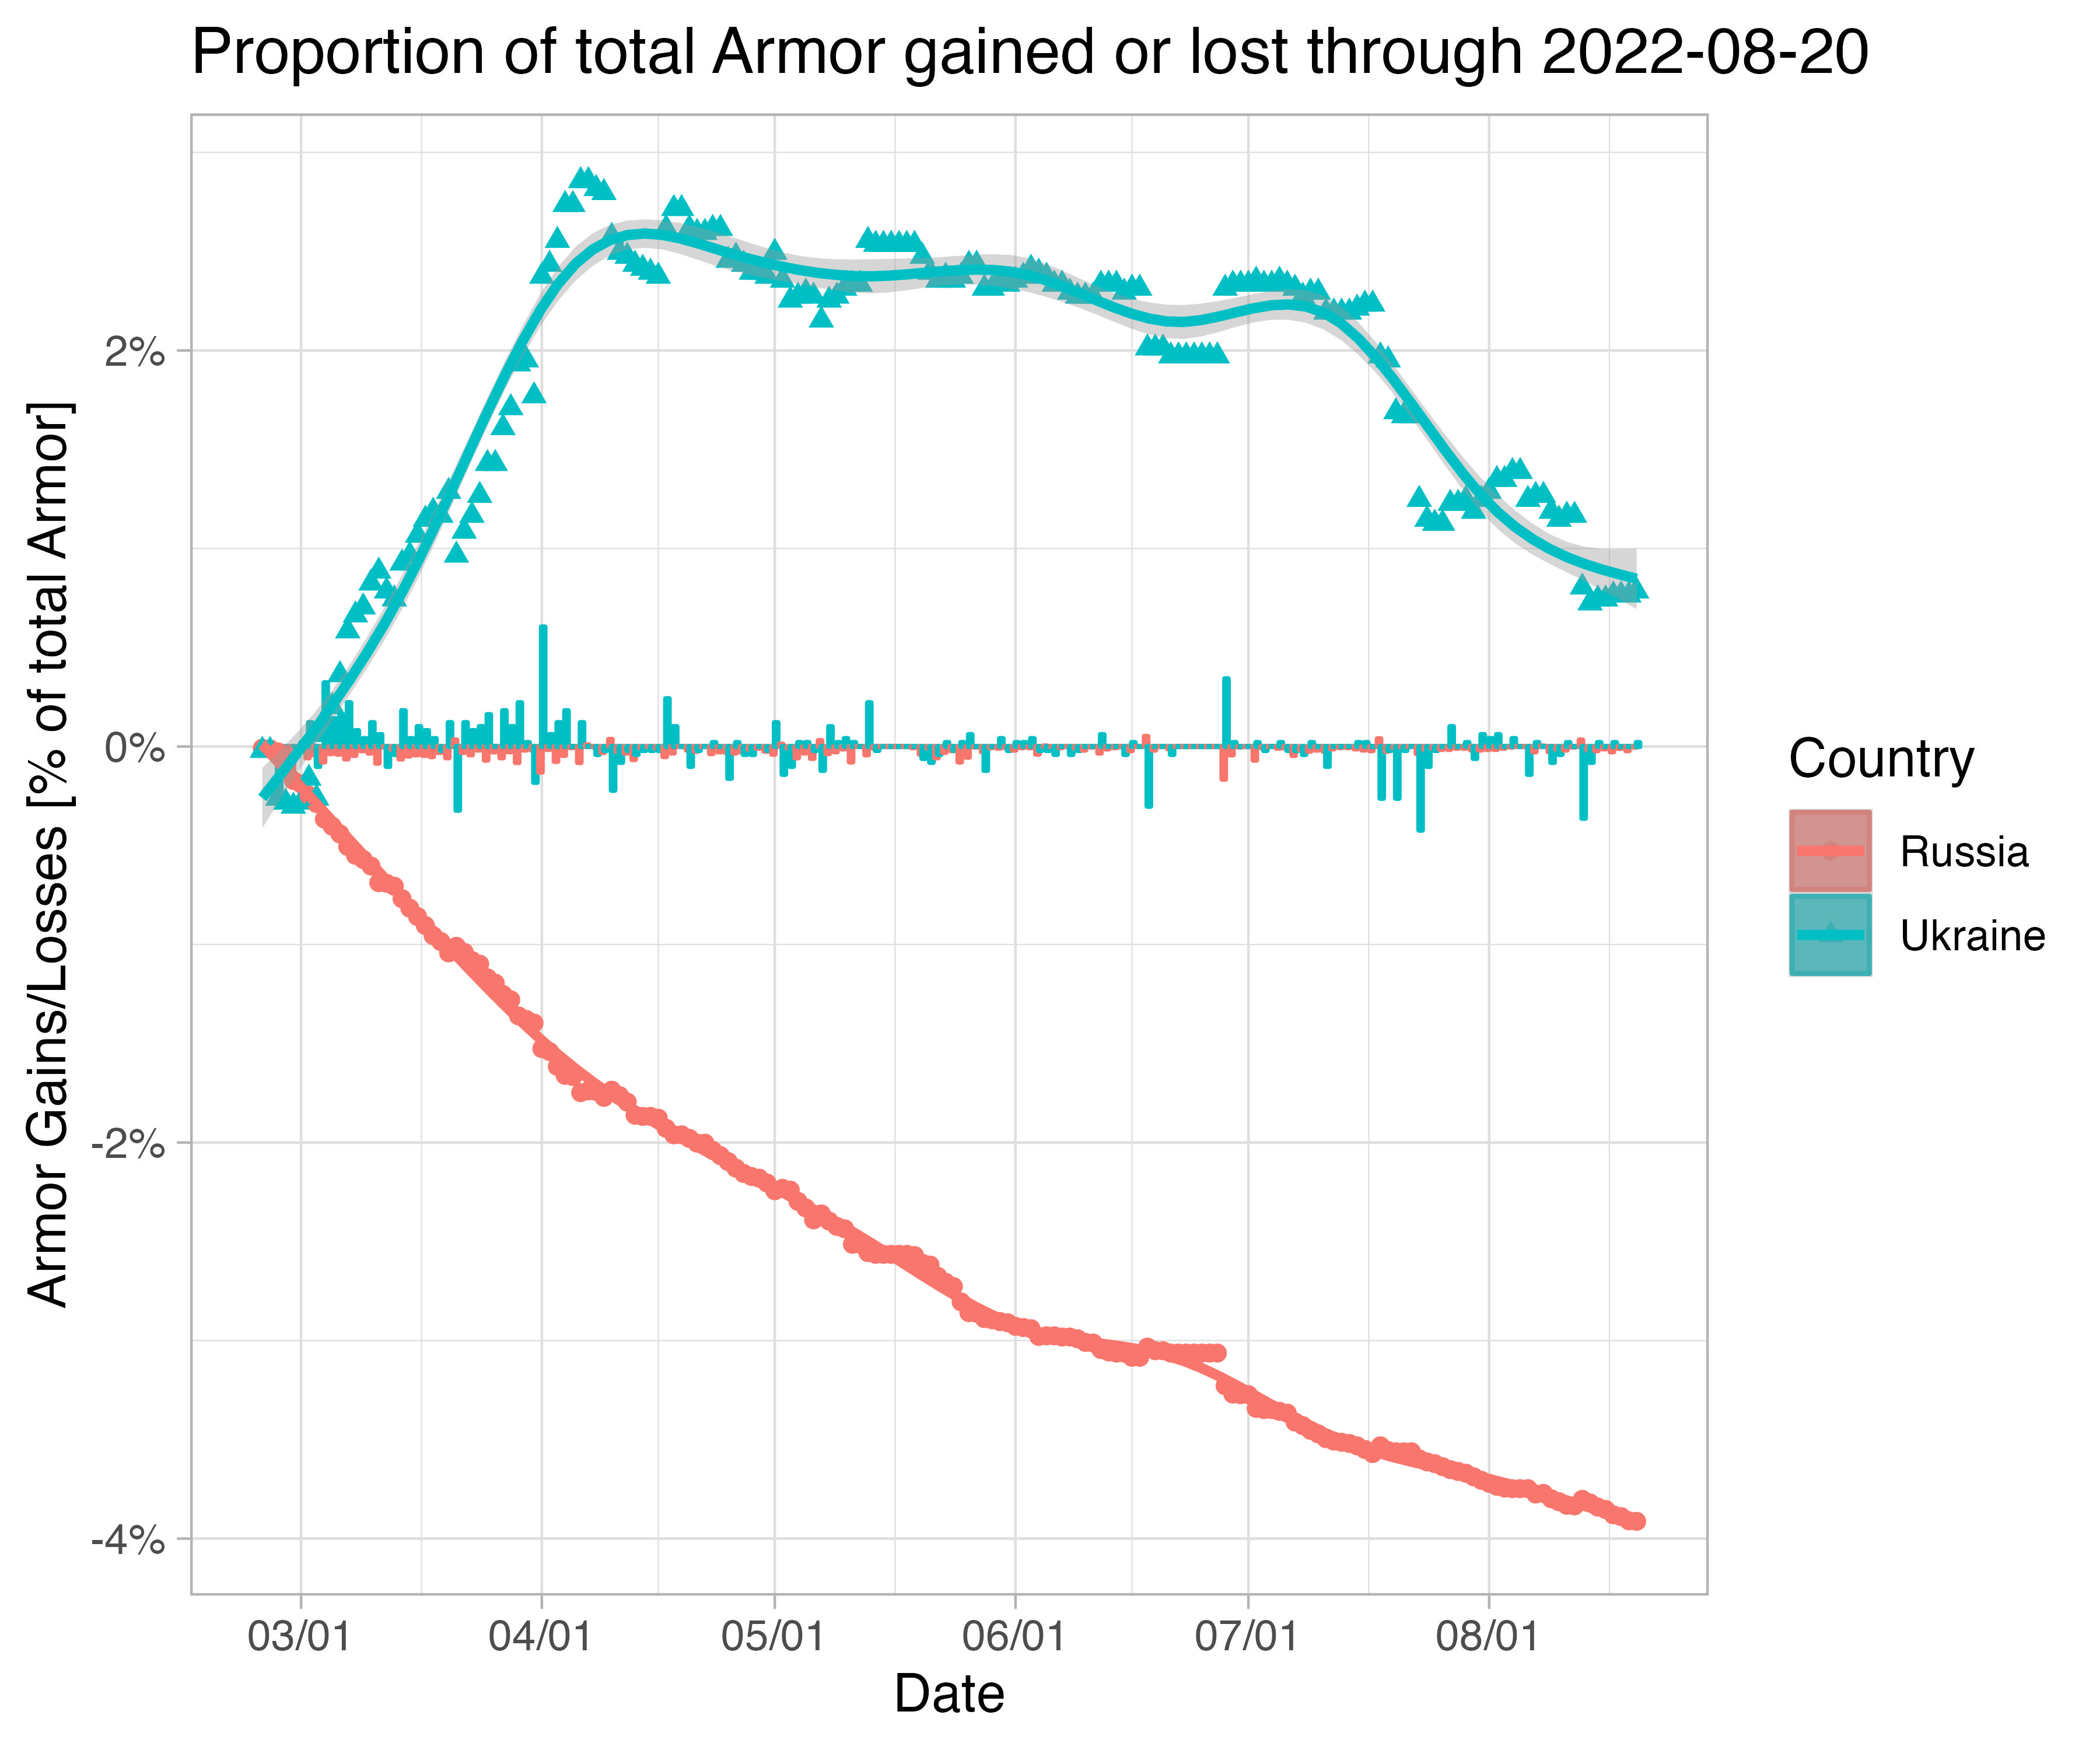 Proportion of total Armor gained or lost through 2022-08-20
Armor Gains/Losses [% of total Armor]
2%
0%
-2%
-4%
03/01
04/01
05/01
06/01
07/01
08/01
Date
Country
Russia
Ukraine